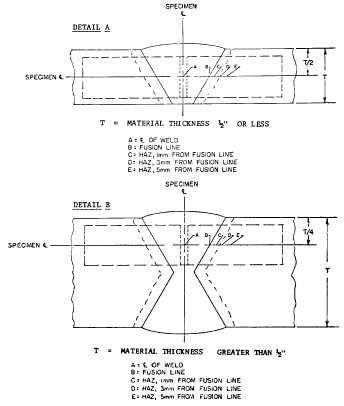 SPECIMEN
℄
DETAIL A
SPECIMEN ℄
A B C D E
T/2
T
T = MATERIAL THICKNESS ½" OR LESS
A = ℄ OF WELD
B = FUSION LINE
C = HAZ, 1mm FROM FUSION LINE
D = HAZ, 3mm FROM FUSION LINE
E = HAZ, 5mm FROM FUSION LINE
SPECIMEN
℄
DETAIL B
SPECIMEN ℄
A D C D E
T/4
T
T = MATERIAL THICKNESS GREATER THAN ½"
A = ℄ OF WELD
B = FUSION LINE
C = HAZ, 1mm FROM FUSION LINE
D = HAZ, 3mm FROM FUSION LINE
E = HAZ, 5mm FROM FUSION LINE